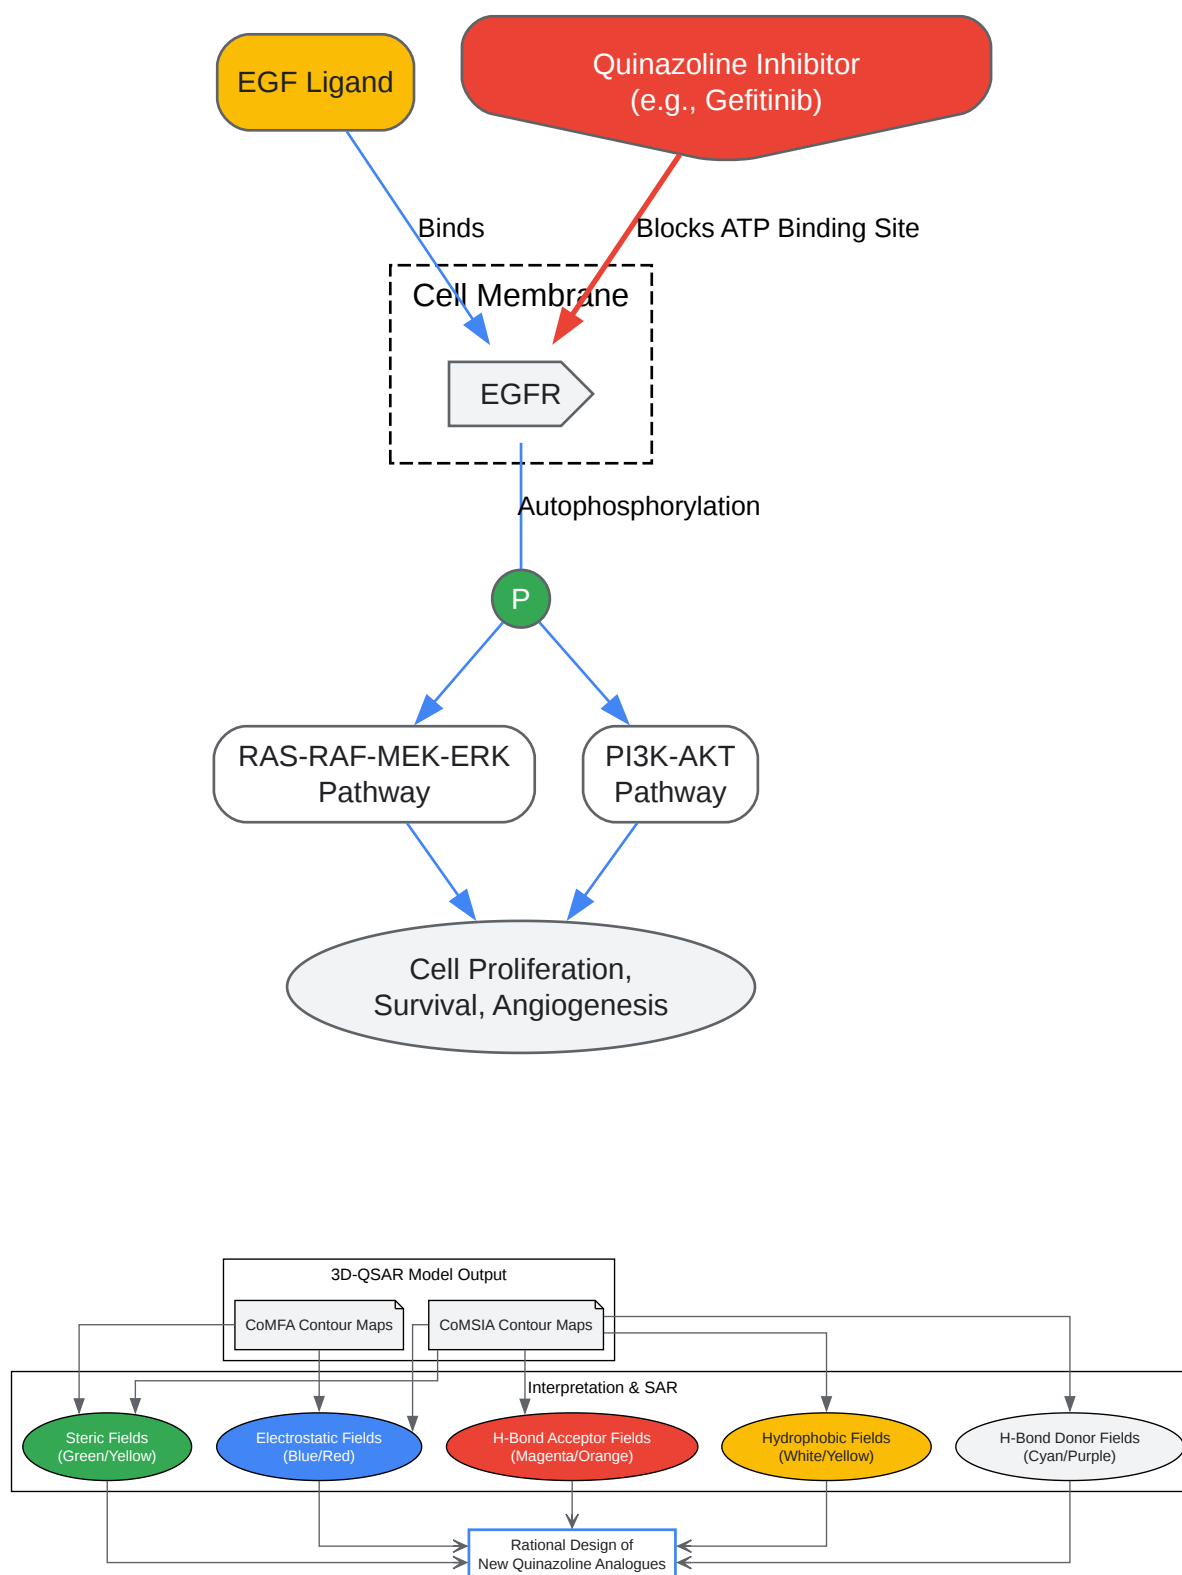 EGF Ligand
Quinazoline Inhibitor
(e.g., Gefitinib)
Binds
Blocks ATP Binding Site
Cell Membrane
EGFR
Autophosphorylation
P
RAS-RAF-MEK-ERK
Pathway
PI3K-AKT
Pathway
Cell Proliferation,
Survival, Angiogenesis
3D-QSAR Model Output
CoMFA Contour Maps
CoMSIA Contour Maps
Interpretation & SAR
Steric Fields
(Green/Yellow)
Electrostatic Fields
(Blue/Red)
H-Bond Acceptor Fields
(Magenta/Orange)
Hydrophobic Fields
(White/Yellow)
H-Bond Donor Fields
(Cyan/Purple)
Rational Design of
New Quinazoline Analogues